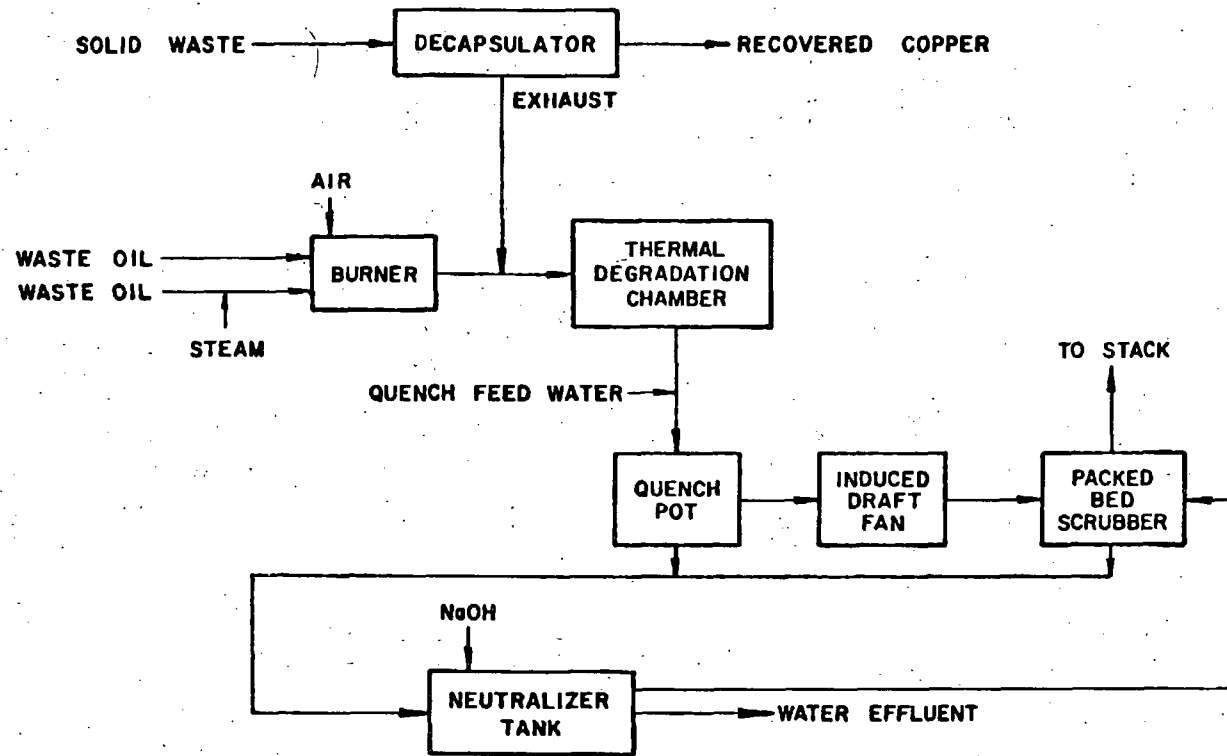 SOLID WASTE
DECAPSULATOR
RECOVERED COPPER
EXHAUST
AIR
WASTE OIL
WASTE OIL
BURNER
STEAM
THERMAL
DEGRADATION
CHAMBER
TO STACK
QUENCH FEED WATER
QUENCH
POT
INDUCED
DRAFT
FAN
PACKED
BED
SCRUBBER
NaOH
NEUTRALIZER
TANK
WATER EFFLUENT